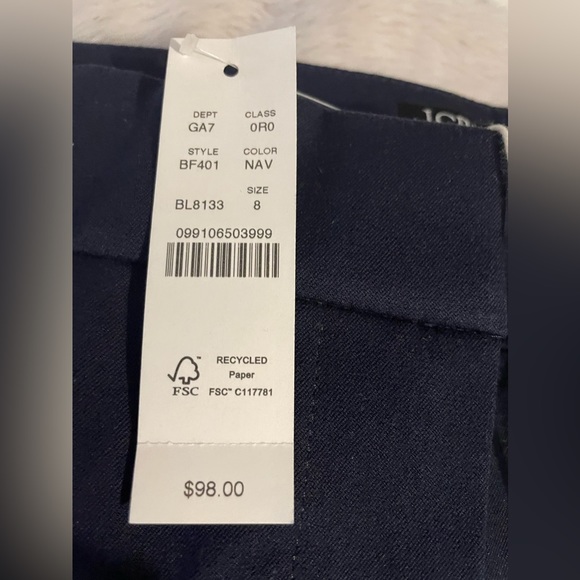 DEPT CLASS
GA7 0R0
STYLE COLOR
BF401 NAV
SIZE
BL8133 8
099106503999
RECYCLED
Paper
FSC™ C117781
™
FSC
$98.00